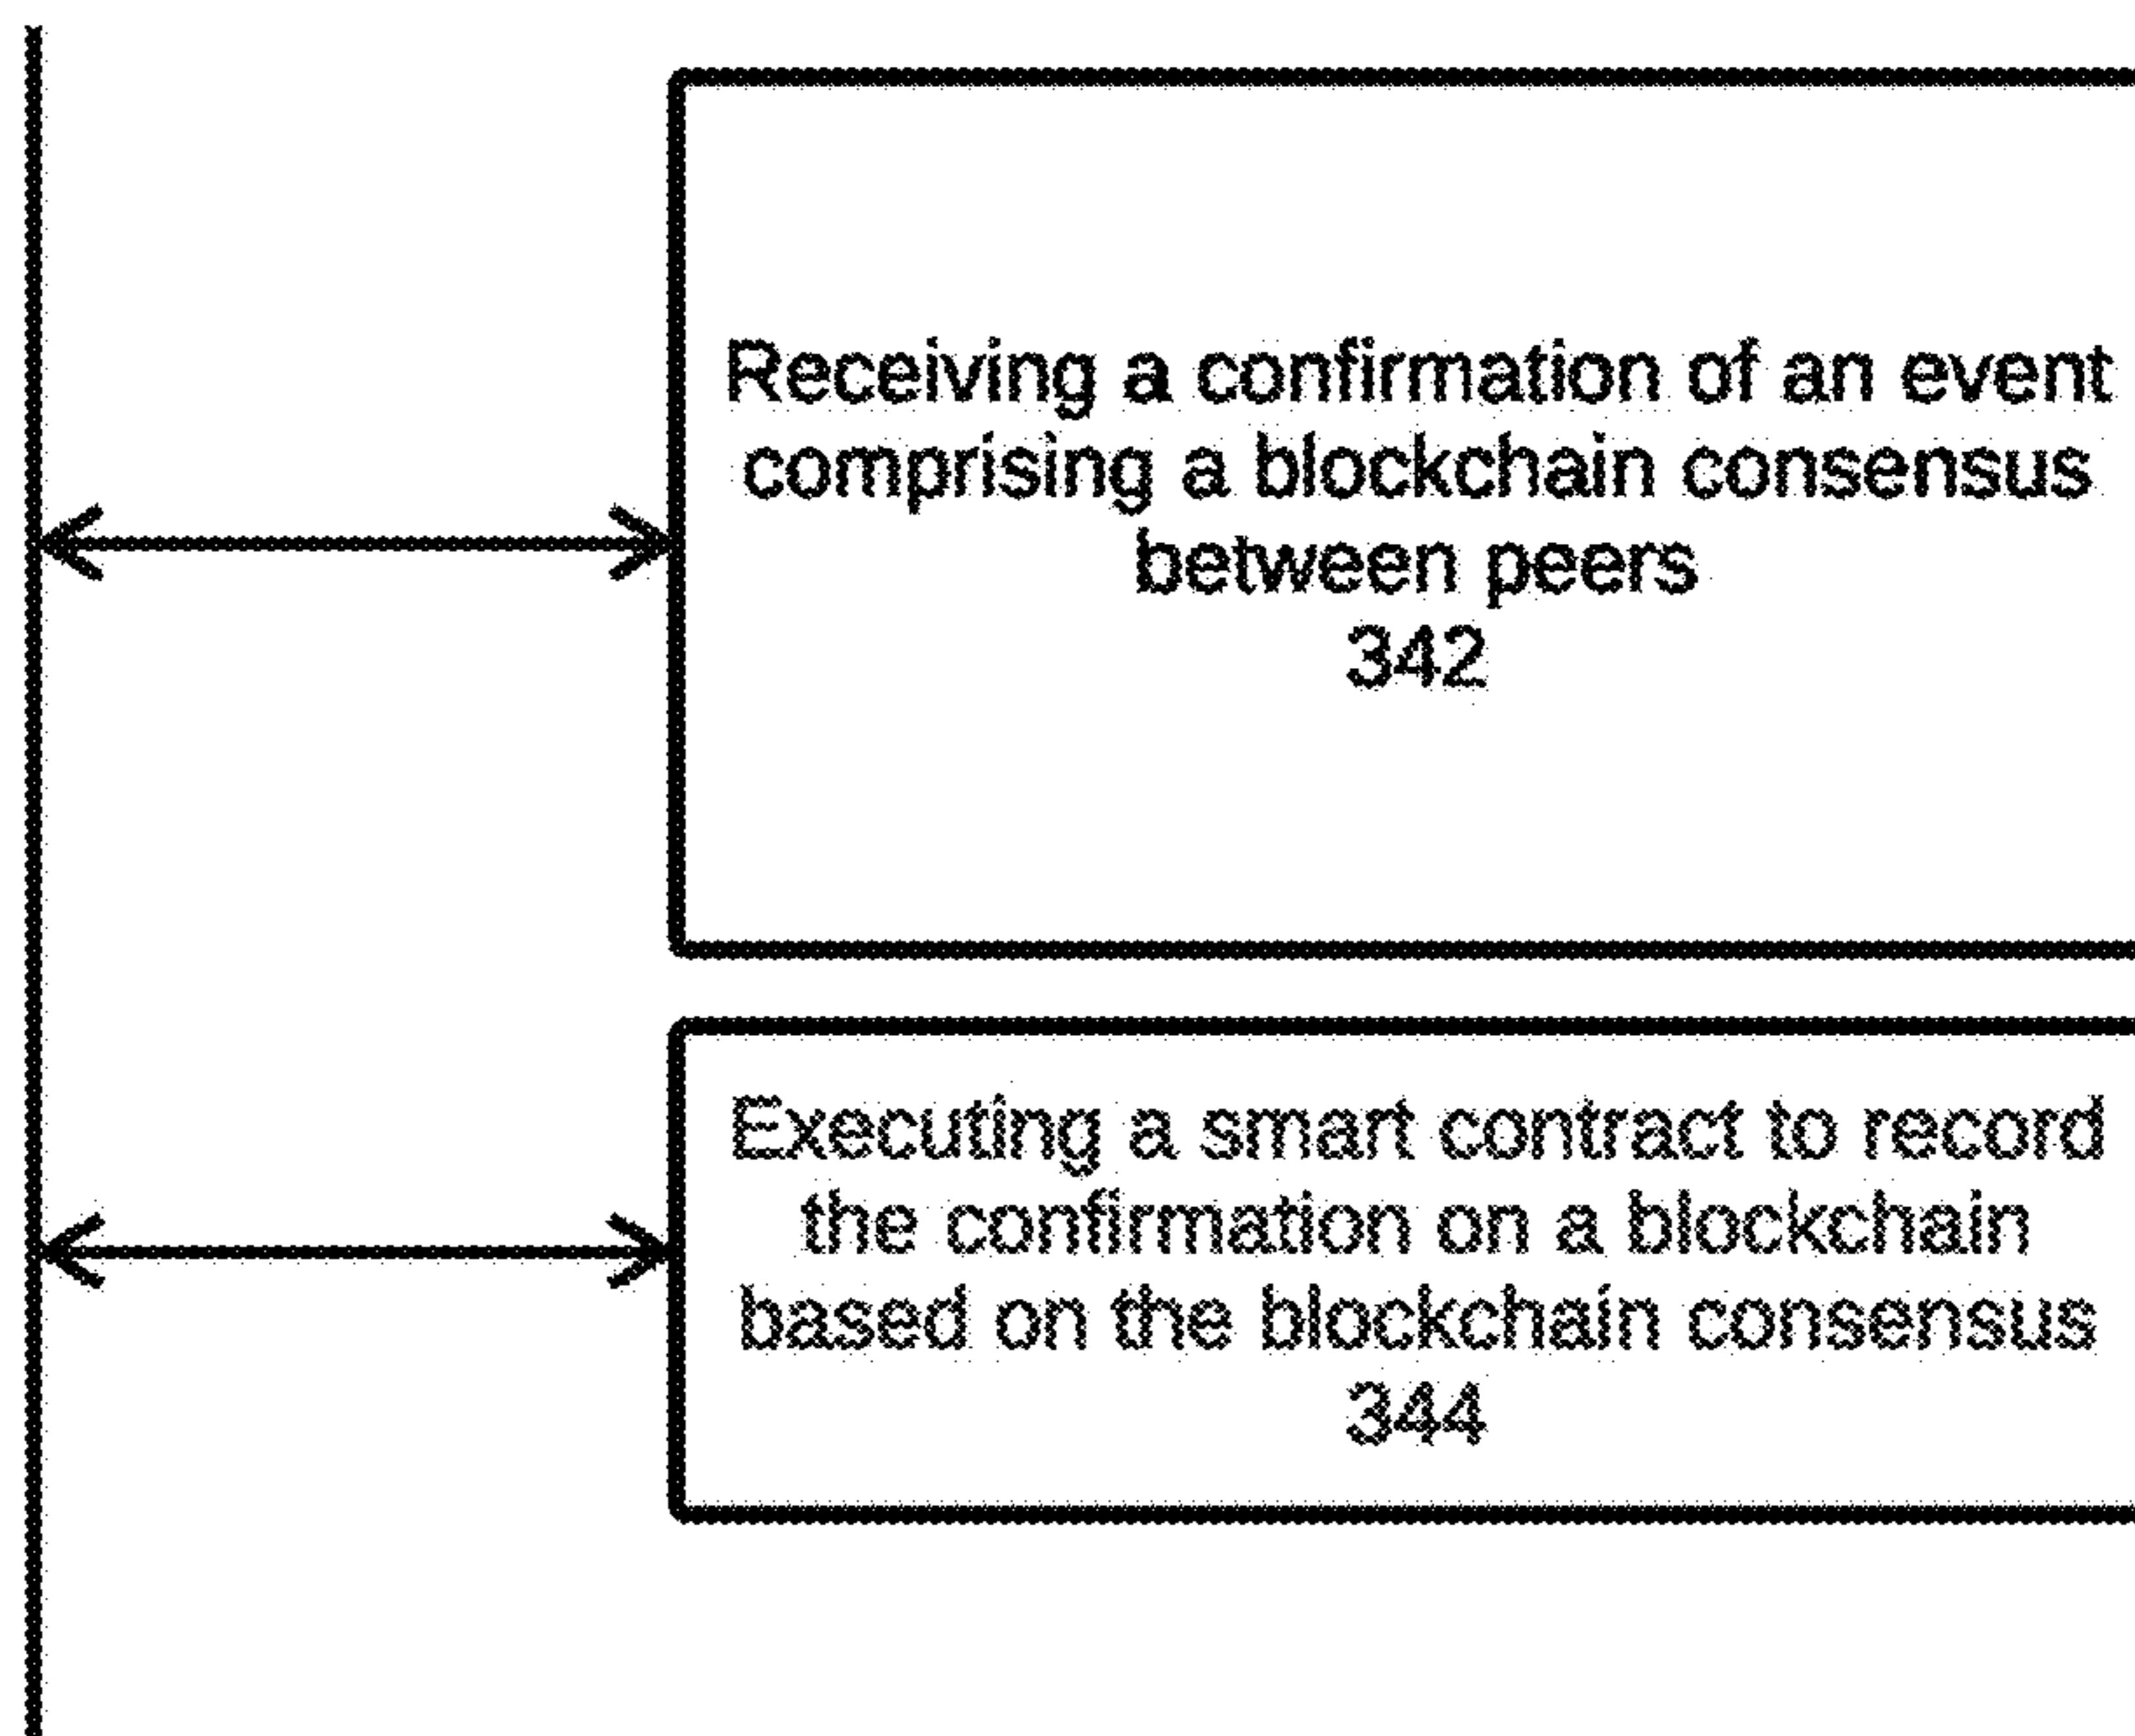 Receiving a confirmation of an event
comprising a blockchain consensus
between peers
342
Executing a smart contract to record
the confirmation on a blockchain
based on the blockchain consensus
344